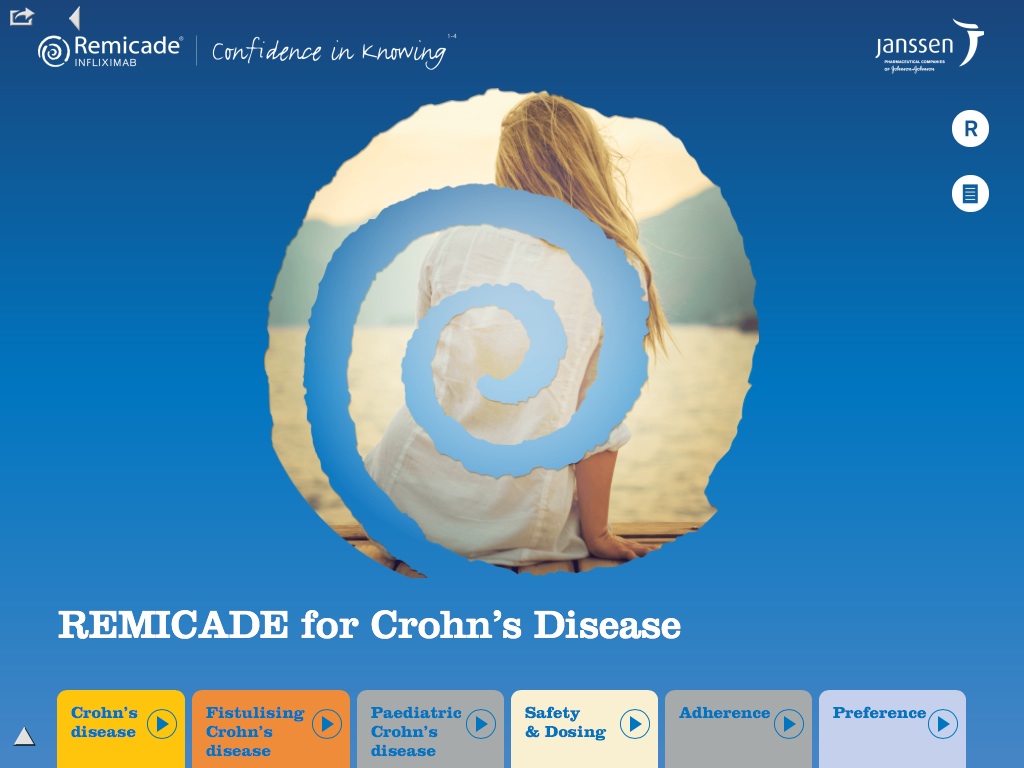 Remicade®
INFLIXIMAB
Confidence in Knowing 1-4
janssen
PHARMACEUTICAL COMPANIES
OF Johnson & Johnson
R
REMICADE for Crohn’s Disease
Crohn’s
disease
Fistulising
Crohn’s
disease
Paediatric
Crohn’s
disease
Safety
& Dosing
Adherence
Preference